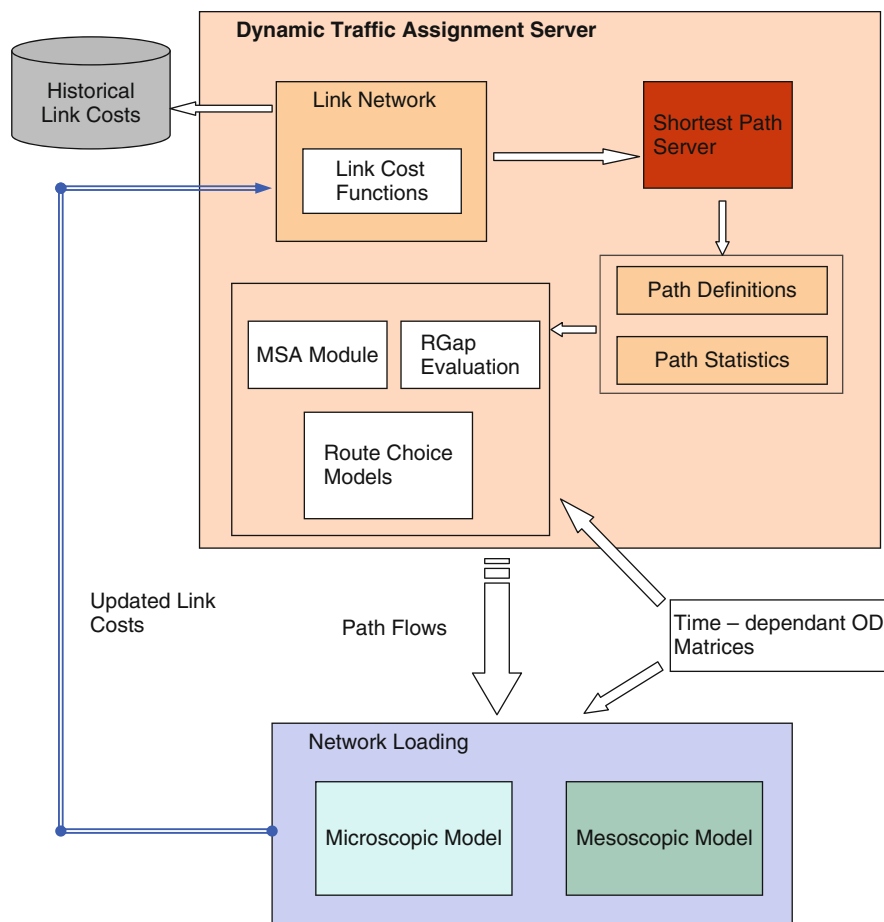 Dynamic Traffic Assignment Server
Historical
Link Costs
Link Network
Link Cost
Functions
Shortest Path
Server
Path Definitions
Path Statistics
MSA Module
RGap
Evaluation
Route Choice
Models
Updated Link
Costs
Path Flows
Time – dependant OD
Matrices
Network Loading
Microscopic Model
Mesoscopic Model